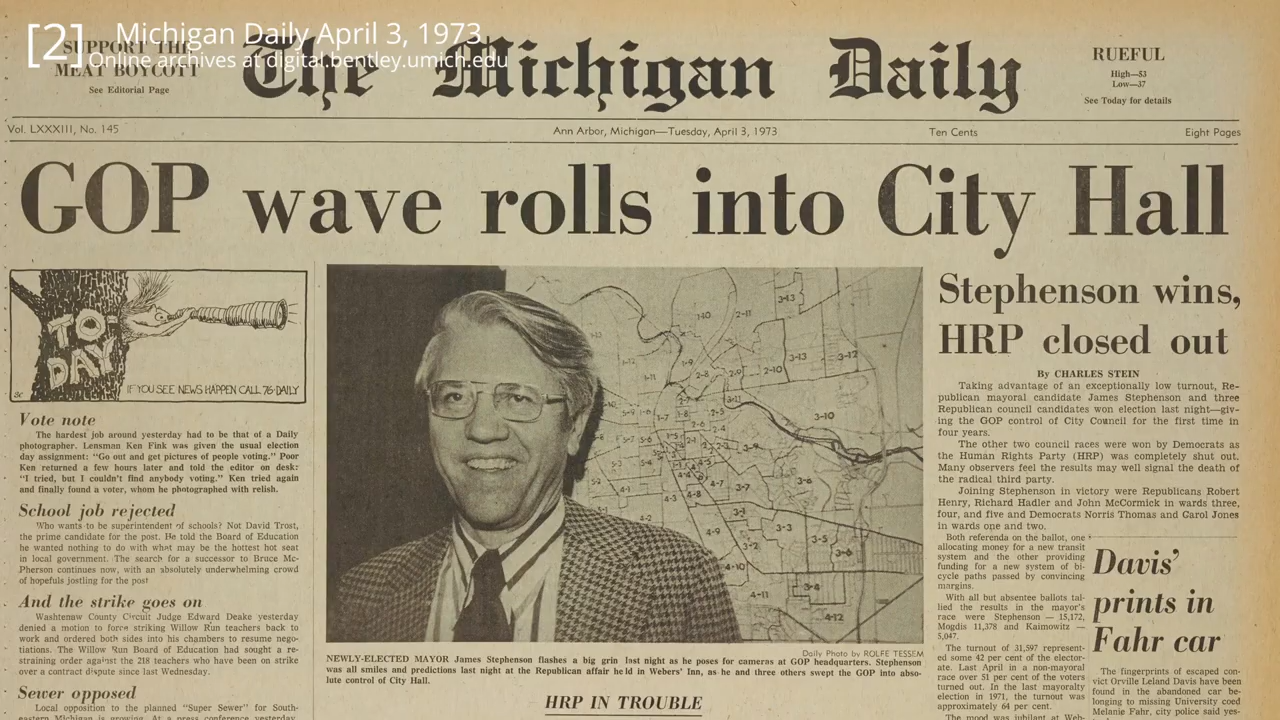 [2]
Michigan Daily April 3, 1973
Online archives at digital.bentley.umich.edu
SUPPORT THE
MEAT BOYCOTT
See Editorial Page
The Michigan Daily
RUEFUL
High—53
Low—37
See Today for details
Vol. LXXXIII, No. 145
Ann Arbor, Michigan—Tuesday, April 3, 1973
Ten Cents
Eight Pages
GOP wave rolls into City Hall
TO
DAY
IF YOU SEE NEWS HAPPEN CALL 76-DAILY
Vote note
The hardest job around yesterday had to be that of a Daily
photographer. Lensman Ken Fink was given the usual election
day assignment: "Go out and get pictures of people voting." Poor
Ken returned a few hours later and told the editor on desk:
"I tried, but I couldn't find anybody voting." Ken tried again
and finally found a voter, whom he photographed with relish.
School job rejected
Who wants to be superintendent of schools? Not David Trost,
the prime candidate for the post. He told the Board of Education
he wanted nothing to do with what may be the hottest hot seat
in local government. The search for a successor to Bruce Mc-
Pherson continues now, with an absolutely underwhelming crowd
of hopefuls jostling for the post
And the strike goes on
Washtenaw County Circuit Judge Edward Deake yesterday
denied a motion to force striking Willow Run teachers back to
work and ordered both sides into his chambers to resume nego-
tiations. The Willow Run Board of Education had sought a re-
straining order against the 218 teachers who have been on strike
over a contract dispute since last Wednesday.
Sewer opposed
Local opposition to the planned "Super Sewer" for South-
eastern Michigan is growing. At a press conference yesterday,
Daily Photo by ROLFE TESSEM
NEWLY-ELECTED MAYOR James Stephenson flashes a big grin last night as he poses for cameras at GOP headquarters. Stephenson
was all smiles and predictions last night at the Republican affair held in Webers' Inn, as he and three others swept the GOP into abso-
lute control of City Hall.
HRP IN TROUBLE
Stephenson wins,
HRP closed out
By CHARLES STEIN
Taking advantage of an exceptionally low turnout, Re-
publican mayoral candidate James Stephenson and three
Republican council candidates won election last night—giv-
ing the GOP control of City Council for the first time in
four years.
The other two council races were won by Democrats as
the Human Rights Party (HRP) was completely shut out.
Many observers feel the results may well signal the death of
the radical third party.
Joining Stephenson in victory were Republicans Robert
Henry, Richard Hadler and John McCormick in wards three,
four, and five and Democrats Norris Thomas and Carol Jones
in wards one and two.
Both referenda on the ballot, one
allocating money for a new transit
system and the other providing
funding for a new system of bi-
cycle paths passed by convincing
margins.
With all but absentee ballots tal-
lied the results in the mayor's
race were Stephenson — 15,172,
Mogdis 11,378 and Kaimowitz —
5,047.
The turnout of 31,597 represent-
ed some 42 per cent of the elector-
ate. Last April in a non-mayoral
race over 51 per cent of the voters
turned out. In the last mayoralty
election in 1971, the turnout was
approximately 64 per cent.
The mood was jubilant at Web-
Davis'
prints in
Fahr car
The fingerprints of escaped con-
vict Orville Leland Davis have been
found in the abandoned car be-
longing to missing University coed
Melanie Fahr, city police said yes-